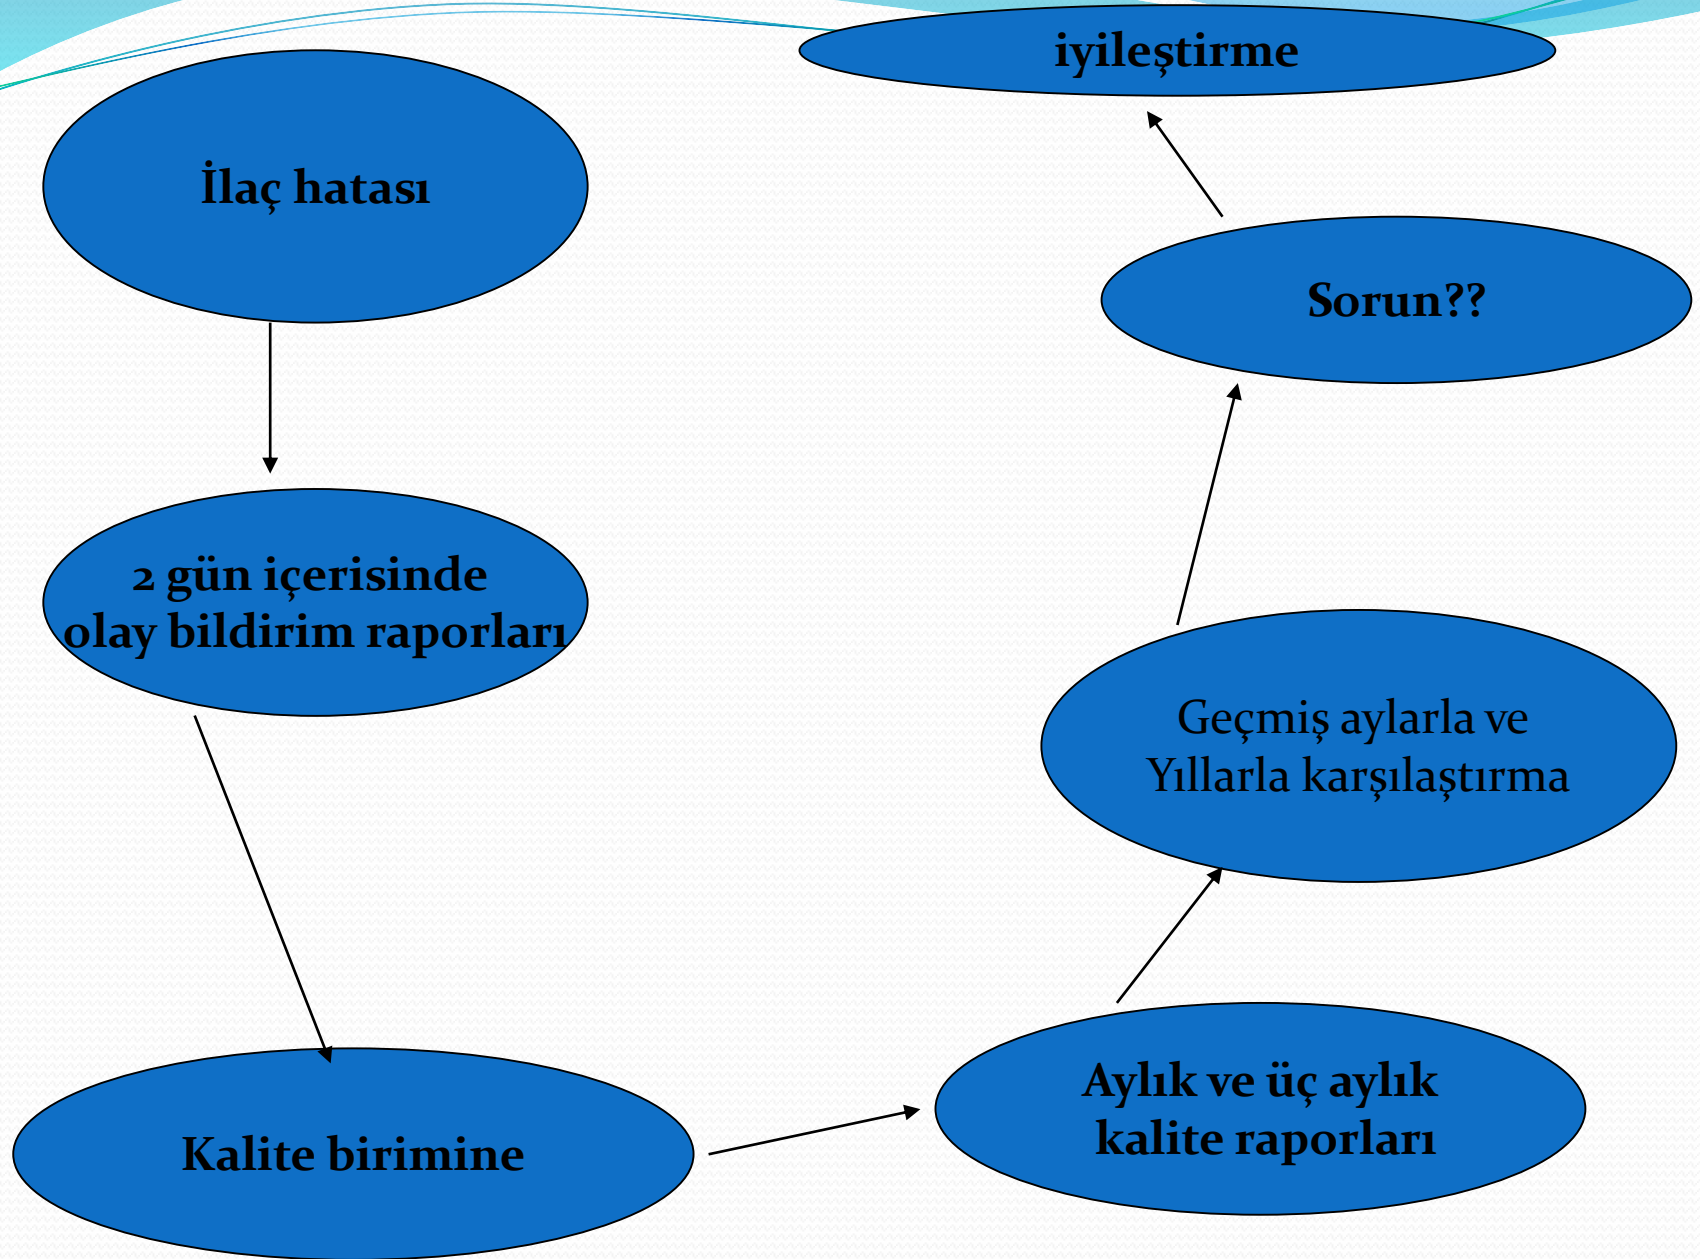 İlaç hatası
2 gün içerisinde
olay bildirim raporları
Kalite birimine
Aylık ve üç aylık
kalite raporları
Geçmiş aylarla ve
Yıllarla karşılaştırma
Sorun??
iyileştirme